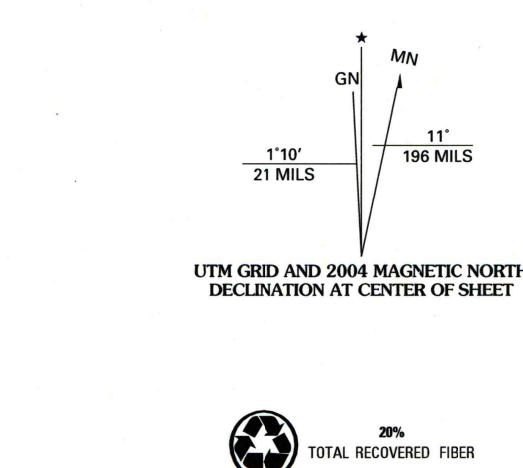 ★
MN
GN
11°
196 MILS
1°10′
21 MILS
UTM GRID AND 2004 MAGNETIC NORTH
DECLINATION AT CENTER OF SHEET
20%
TOTAL RECOVERED FIBER